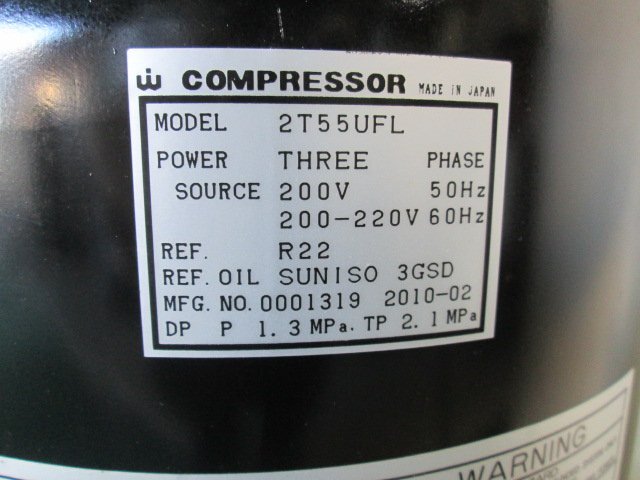 COMPRESSOR MADE IN JAPAN
MODEL 2T55UFL
POWER THREE PHASE
SOURCE 200V 50Hz
200-220V 60Hz
REF. R22
REF. OIL SUNISO 3GSD
MFG. NO. 0001319 2010-02
DP P 1.3 MPa. TP 2.1 MPa
WARNING